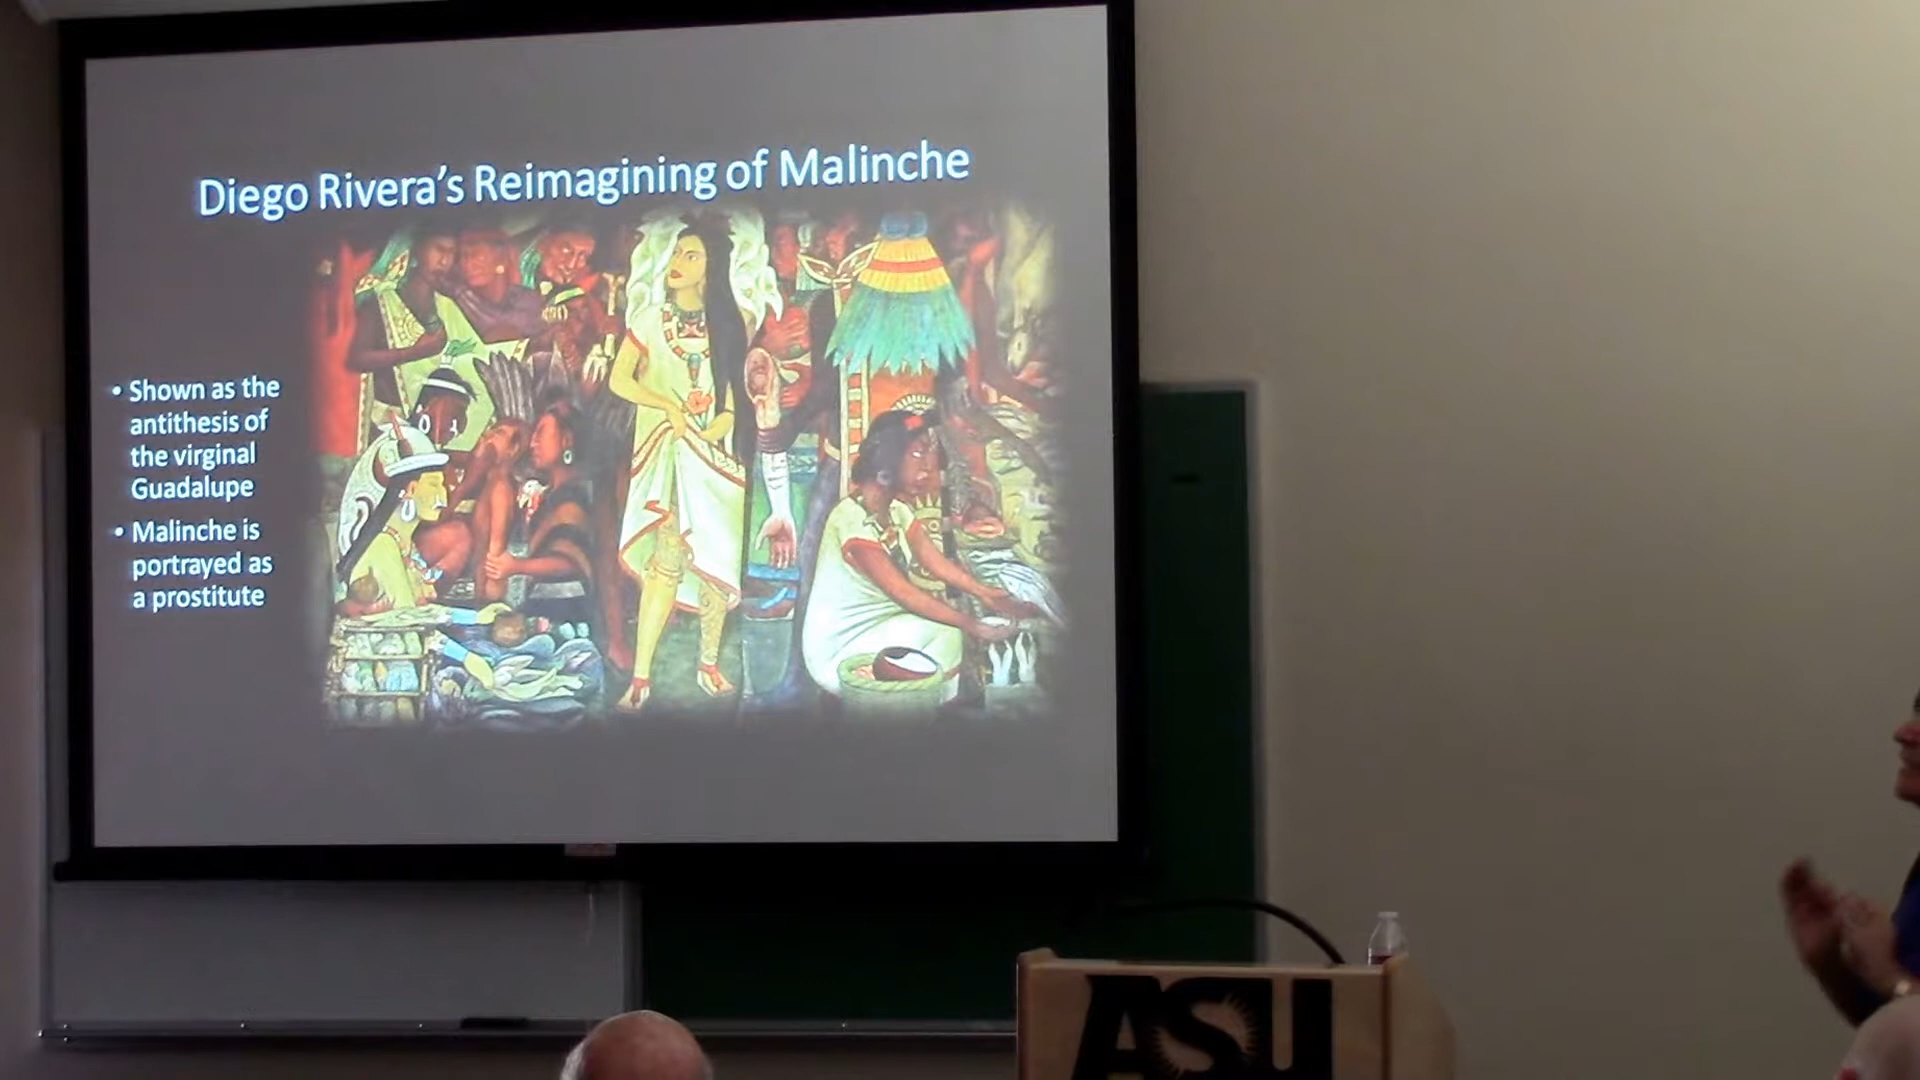 Diego Rivera's Reimagining of Malinche
• Shown as the
antithesis of
the virginal
Guadalupe
• Malinche is
portrayed as
a prostitute
ASU